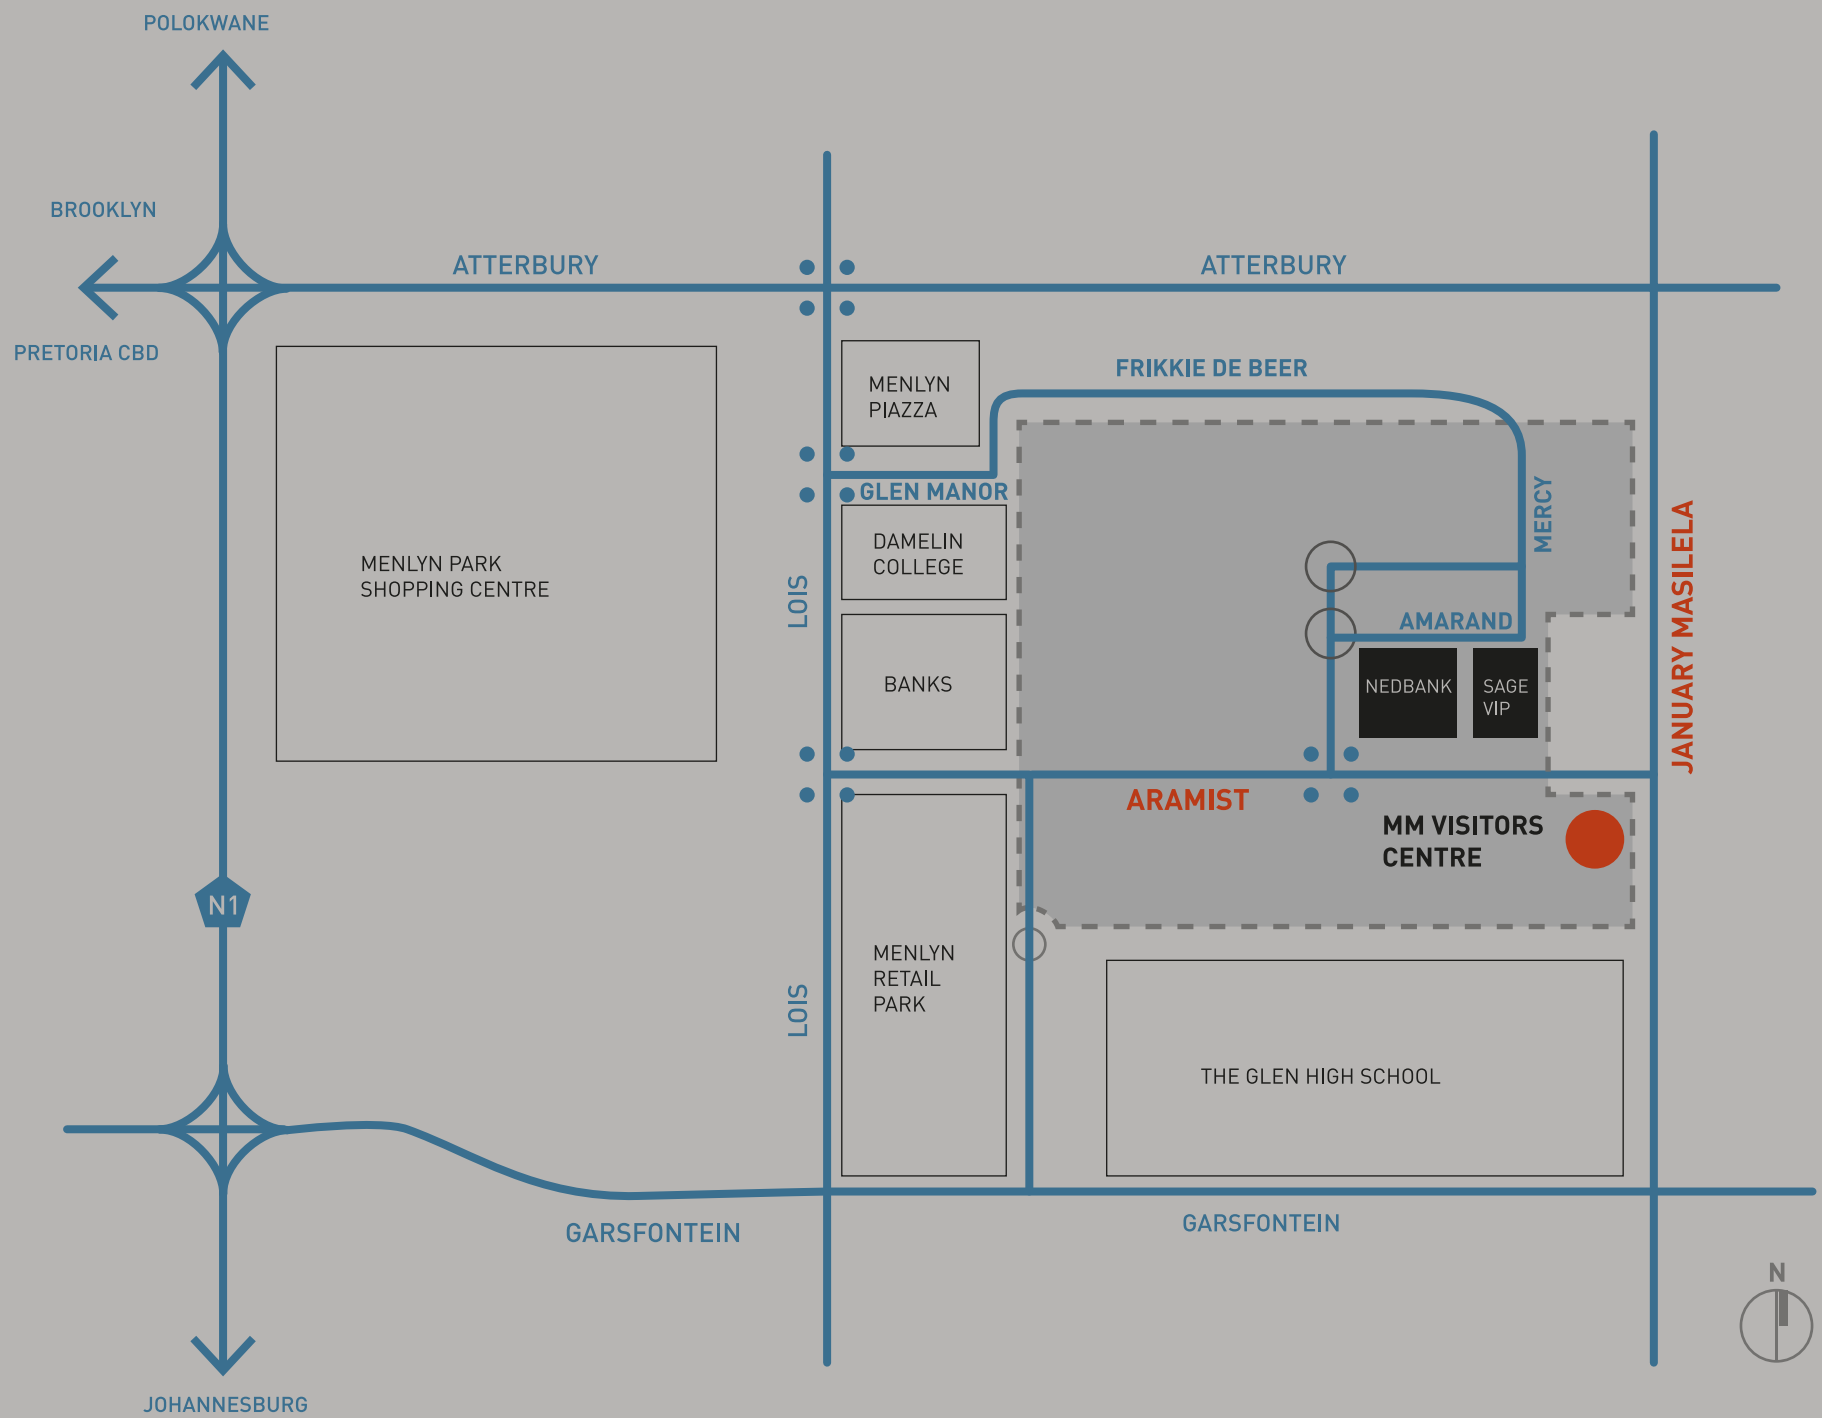 POLOKWANE
BROOKLYN
ATTERBURY
ATTERBURY
PRETORIA CBD
FRIKKIE DE BEER
MENLYN
PIAZZA
GLEN MANOR
MERCY
DAMELIN
COLLEGE
MENLYN PARK
SHOPPING CENTRE
LOIS
AMARAND
JANUARY MASILELA
BANKS
NEDBANK
SAGE
VIP
ARAMIST
MM VISITORS
CENTRE
N1
MENLYN
RETAIL
PARK
LOIS
THE GLEN HIGH SCHOOL
GARSFONTEIN
GARSFONTEIN
N
JOHANNESBURG